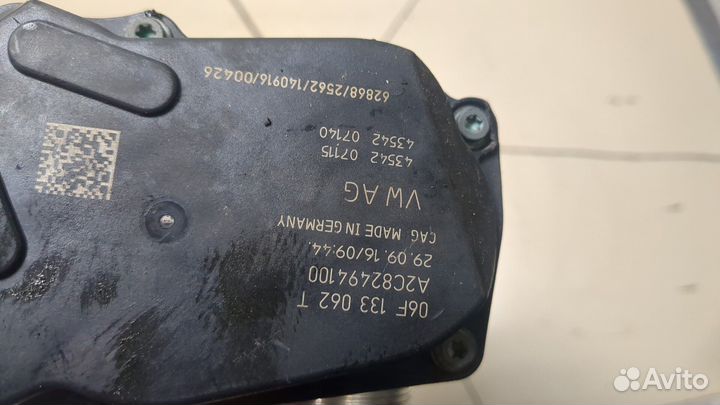 06F 133 062 T
A2C82494100
29.09.16/09:44.
CAG MADE IN GERMANY
VW AG
43542 07115
43542 07140
62868/2562/140916/00426
Avito